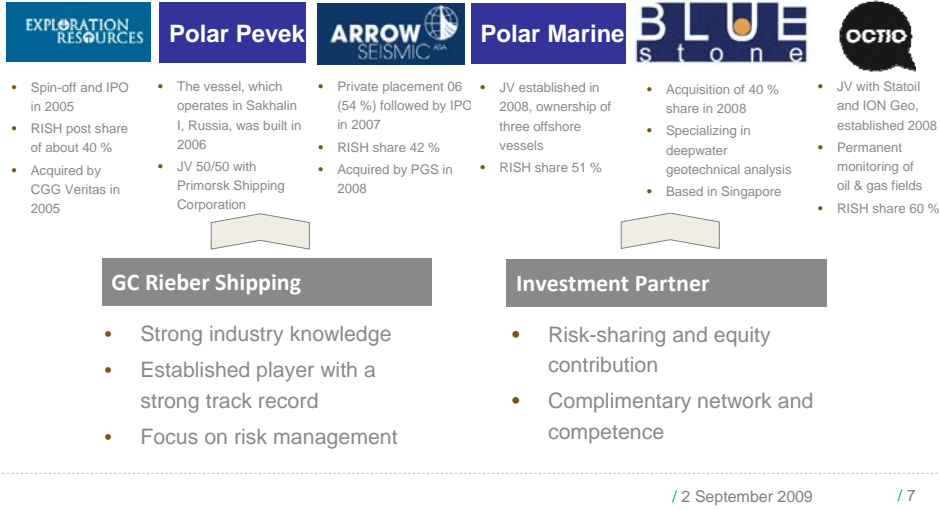 EXPLORATION
RESOURCES
• Spin-off and IPO
in 2005
• RISH post share
of about 40 %
• Acquired by
CGG Veritas in
2005
Polar Pevek
• The vessel, which
operates in Sakhalin
I, Russia, was built in
2006
• JV 50/50 with
Primorsk Shipping
Corporation
ARROW
SEISMIC ASA
• Private placement 06
(54 %) followed by IPO
in 2007
• RISH share 42 %
• Acquired by PGS in
2008
Polar Marine
• JV established in
2008, ownership of
three offshore
vessels
• RISH share 51 %
BLUE
stone
• Acquisition of 40 %
share in 2008
• Specializing in
deepwater
geotechnical analysis
• Based in Singapore
OCTIO
• JV with Statoil
and ION Geo,
established 2008
• Permanent
monitoring of
oil & gas fields
• RISH share 60 %
GC Rieber Shipping
• Strong industry knowledge
• Established player with a
strong track record
• Focus on risk management
Investment Partner
• Risk-sharing and equity
contribution
• Complimentary network and
competence
/ 2 September 2009
/ 7